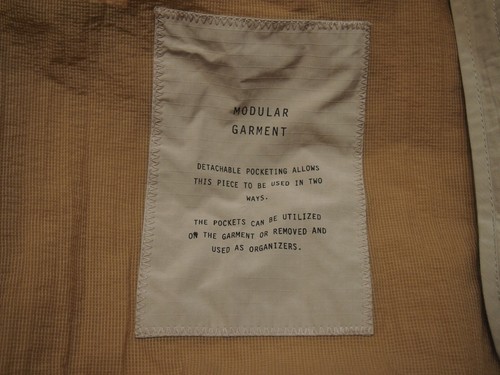 MODULAR
GARMENT
DETACHABLE POCKETING ALLOWS
THIS PIECE TO BE USED IN TWO
WAYS.
THE POCKETS CAN BE UTILIZED
ON THE GARMENT OR REMOVED AND
USED AS ORGANIZERS.